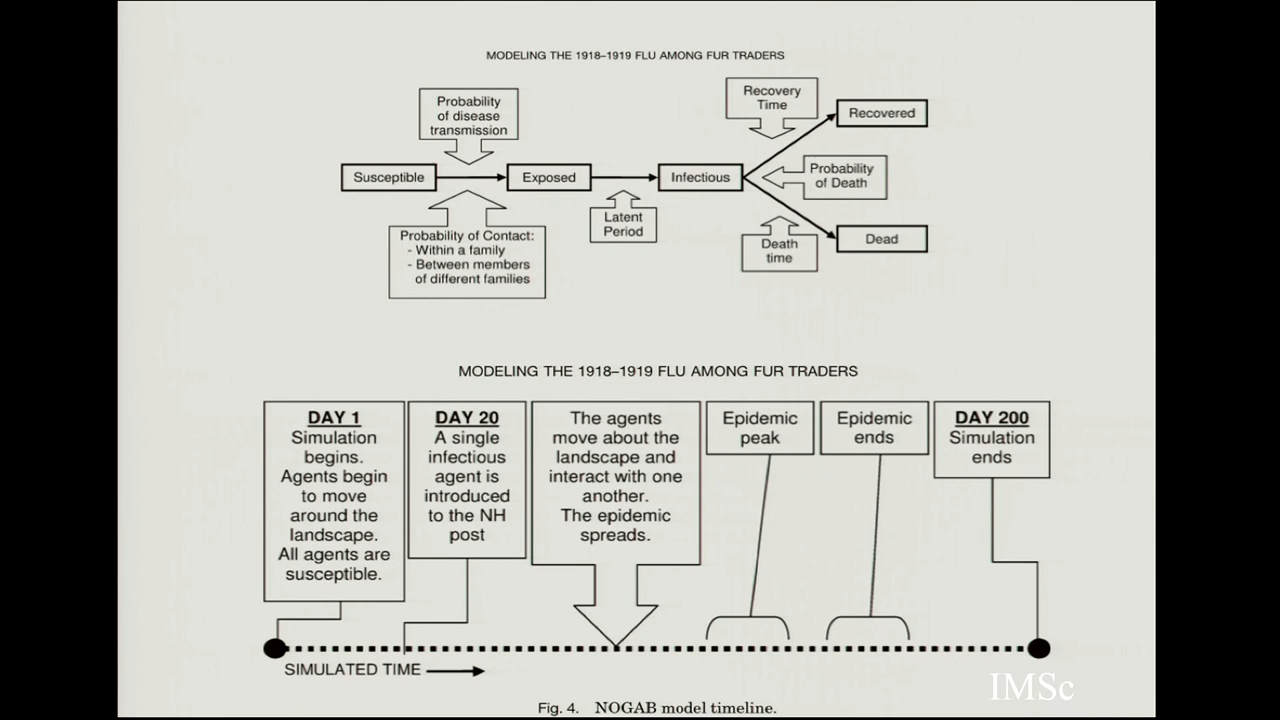 MODELING THE 1918–1919 FLU AMONG FUR TRADERS
Probability
of disease
transmission
Recovery
Time
Recovered
Susceptible
Exposed
Infectious
Probability
of Death
Probability of Contact:
- Within a family
- Between members
of different families
Latent
Period
Death
time
Dead
MODELING THE 1918–1919 FLU AMONG FUR TRADERS
DAY 1
Simulation
begins.
Agents begin
to move
around the
landscape.
All agents are
susceptible.
DAY 20
A single
infectious
agent is
introduced
to the NH
post
The agents
move about the
landscape and
interact with one
another.
The epidemic
spreads.
Epidemic
peak
Epidemic
ends
DAY 200
Simulation
ends
SIMULATED TIME
IMSc
Fig. 4. NOGAB model timeline.